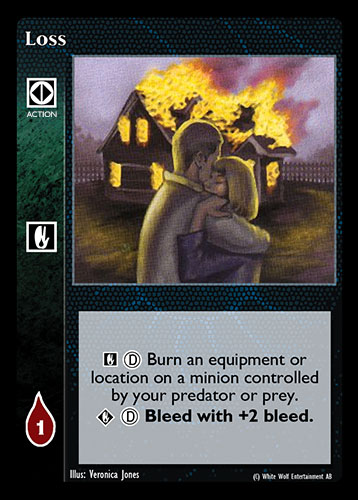 Loss
ACTION
Ⓓ Burn an equipment or
location on a minion controlled
by your predator or prey.
Ⓓ Bleed with +2 bleed.
1
Illus: Veronica Jones
(C) White Wolf Entertainment AB